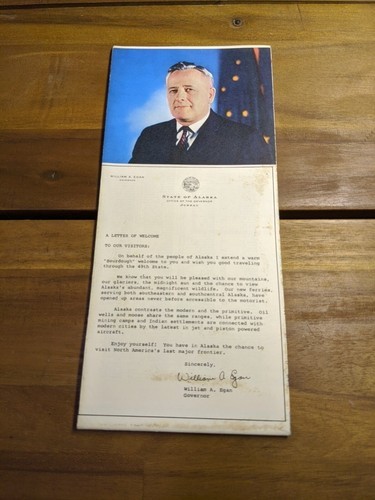 WILLIAM A. EGAN
GOVERNOR
STATE OF ALASKA
OFFICE OF THE GOVERNOR
JUNEAU
A LETTER OF WELCOME
TO OUR VISITORS:
On behalf of the people of Alaska I extend a warm
"sourdough" welcome to you and wish you good traveling
through the 49th State.
We know that you will be pleased with our mountains,
our glaciers, the midnight sun and the chance to view
Alaska's abundant, magnificent wildlife. Our new ferries,
serving both southeastern and southcentral Alaska, have
opened up areas never before accessible to the motorist.
Alaska contrasts the modern and the primitive. Oil
wells and moose share the same ranges, while primitive
mining camps and Indian settlements are connected with
modern cities by the latest in jet and piston powered
aircraft.
Enjoy yourself! You have in Alaska the chance to
visit North America's last major frontier.
Sincerely,
William A. Egan
William A. Egan
Governor